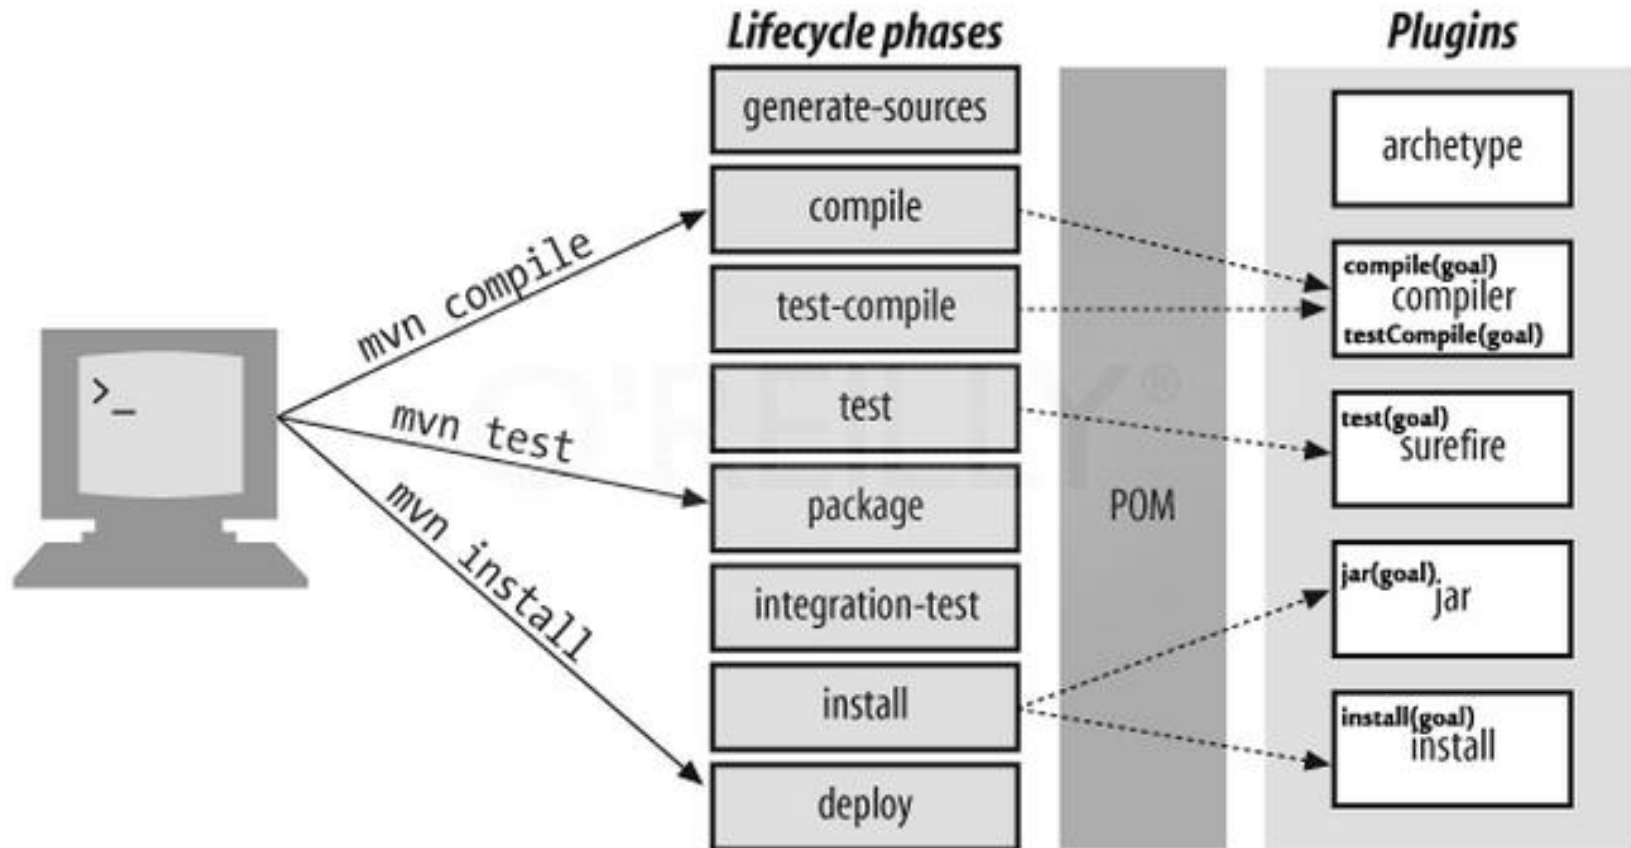 Lifecycle phases
Plugins
generate-sources
compile
test-compile
test
package
integration-test
install
deploy
>_
mvn compile
mvn test
mvn install
O'REILLY®
POM
archetype
compile(goal)
compiler
testCompile(goal)
test(goal)
surefire
jar(goal)
jar
install(goal)
install